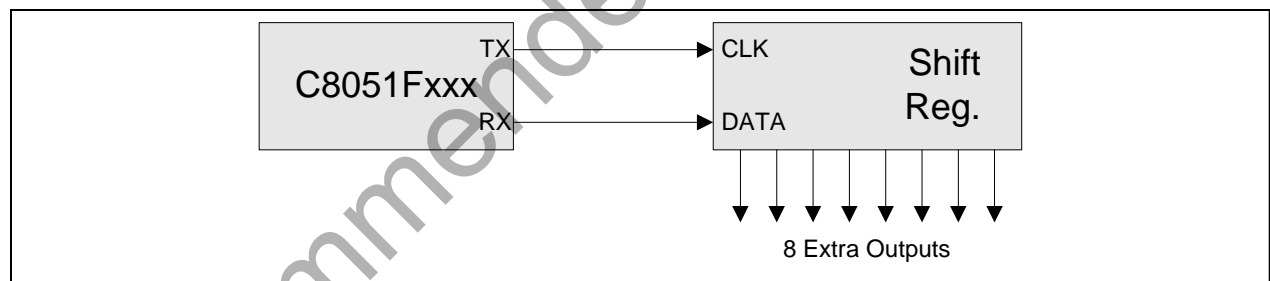 TX
CLK
C8051Fxxx
Shift
Reg.
RX
DATA
8 Extra Outputs